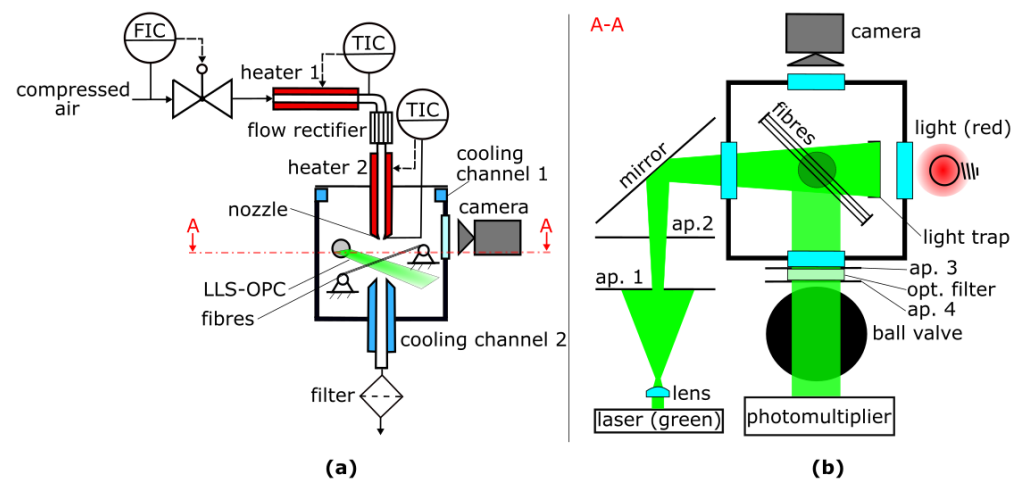 FIC
TIC
heater 1
compressed
air
TIC
flow rectifier
heater 2
cooling
channel 1
nozzle
camera
A
A
LLS-OPC
fibres
cooling channel 2
filter
(a)
A-A
camera
fibres
light (red)
mirror
ap.2
light trap
ap. 1
ap. 3
opt. filter
ap. 4
ball valve
lens
laser (green)
photomultiplier
(b)